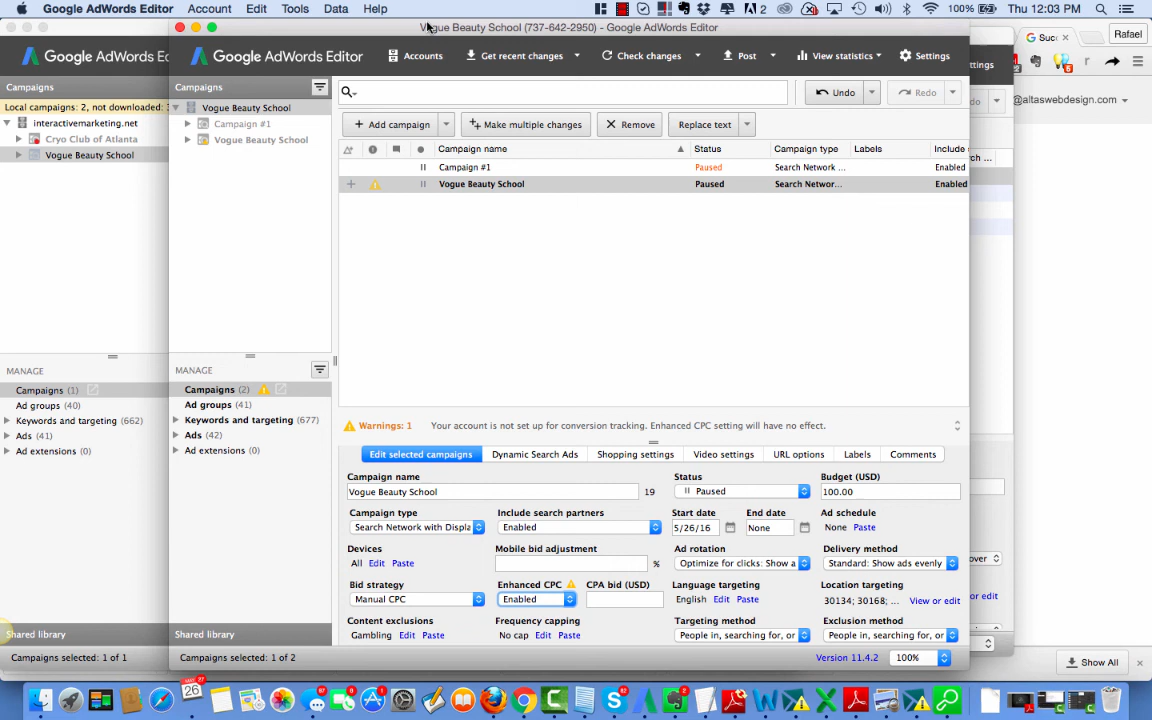 Google AdWords Editor Account Edit Tools Data Help
100% Thu 12:03 PM
Vogue Beauty School (737-642-2950) - Google AdWords Editor
Succ
Rafael
Google AdWords Ec
Google AdWords Editor
Accounts Get recent changes Check changes Post View statistics Settings
ttings
@altaswebdesign.com
Campaigns
Campaigns
Local campaigns: 2, not downloaded:
Vogue Beauty School
Undo Redo
do
interactivemarketing.net
Campaign #1
Add campaign Make multiple changes Remove Replace text
Cryo Club of Atlanta
Vogue Beauty School
Vogue Beauty School
Campaign name Status Campaign type Labels Include s
ch ...
Campaign #1 Paused Search Network ... Enabled
Vogue Beauty School Paused Search Networ... Enabled
MANAGE
MANAGE
Campaigns (1)
Campaigns (2)
Ad groups (40)
Ad groups (41)
Keywords and targeting (662)
Keywords and targeting (677)
Ads (41)
Ads (42)
Ad extensions (0)
Ad extensions (0)
Warnings: 1 Your account is not set up for conversion tracking. Enhanced CPC setting will have no effect.
Edit selected campaigns Dynamic Search Ads Shopping settings Video settings URL options Labels Comments
Campaign name Status Budget (USD)
Vogue Beauty School 19 Paused 100.00
Campaign type Include search partners Start date End date Ad schedule
Search Network with Displa Enabled 5/26/16 None None Paste
Devices Mobile bid adjustment Ad rotation Delivery method
All Edit Paste % Optimize for clicks: Show a Standard: Show ads evenly
over
Bid strategy Enhanced CPC CPA bid (USD) Language targeting Location targeting
Manual CPC Enabled English Edit Paste 30134; 30168; ... View or edit
or edit
Content exclusions Frequency capping Targeting method Exclusion method
Gambling Edit Paste No cap Edit Paste People in, searching for, or People in, searching for, or
Shared library
Shared library
Campaigns selected: 1 of 1
Campaigns selected: 1 of 2
Version 11.4.2 100%
Show All